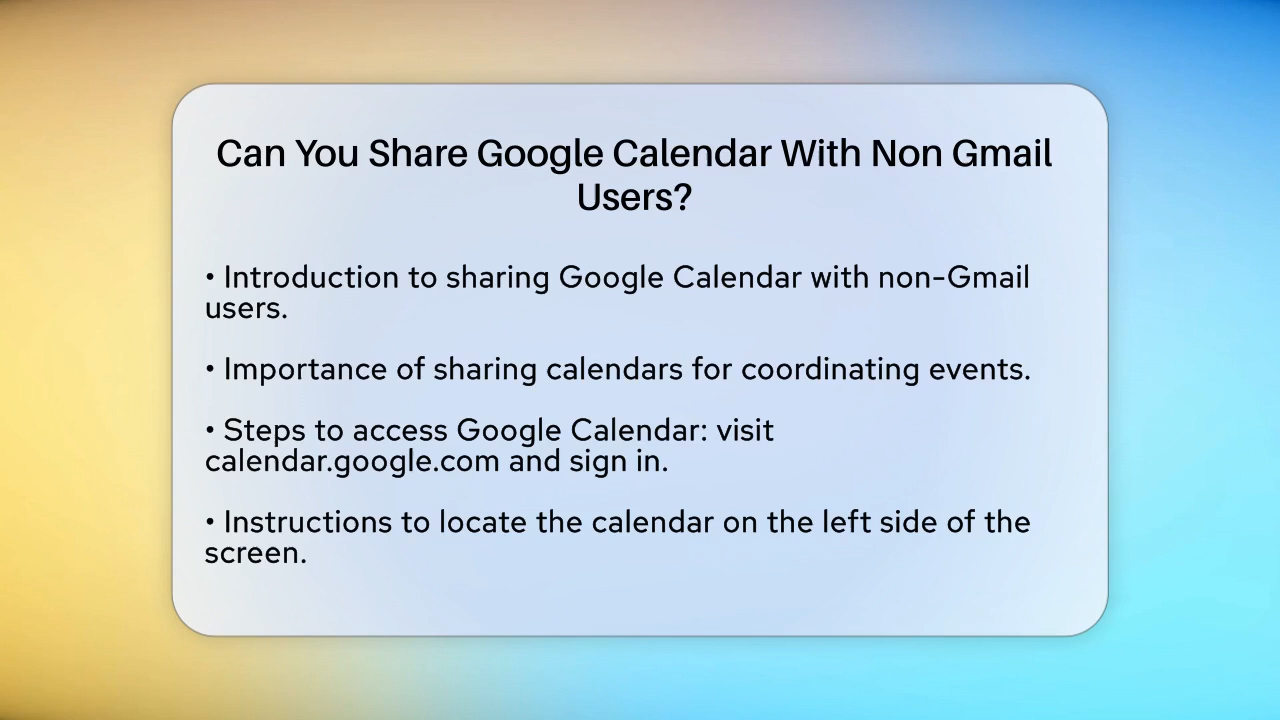 Can You Share Google Calendar With Non Gmail
Users?
• Introduction to sharing Google Calendar with non-Gmail
users.
• Importance of sharing calendars for coordinating events.
• Steps to access Google Calendar: visit
calendar.google.com and sign in.
• Instructions to locate the calendar on the left side of the
screen.